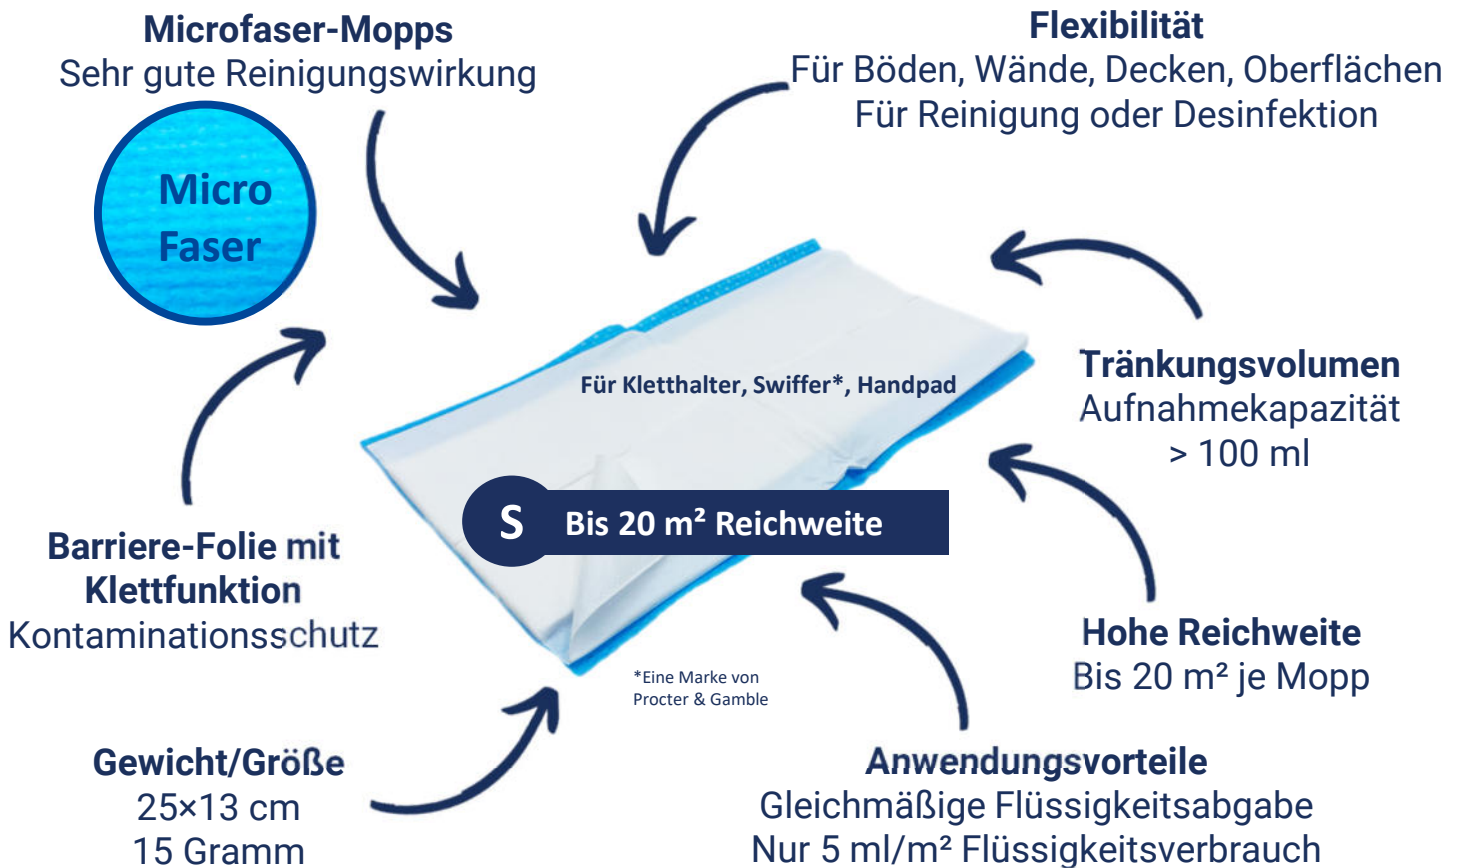 Microfaser-Mopps
Sehr gute Reinigungswirkung
Micro
Faser
Flexibilität
Für Böden, Wände, Decken, Oberflächen
Für Reinigung oder Desinfektion
Für Kletthalter, Swiffer*, Handpad
Tränkungsvolumen
Aufnahmekapazität
> 100 ml
S
Bis 20 m² Reichweite
Barriere-Folie mit
Klettfunktion
Kontaminationsschutz
Hohe Reichweite
Bis 20 m² je Mopp
*Eine Marke von
Procter & Gamble
Gewicht/Größe
25×13 cm
15 Gramm
Anwendungsvorteile
Gleichmäßige Flüssigkeitsabgabe
Nur 5 ml/m² Flüssigkeitsverbrauch